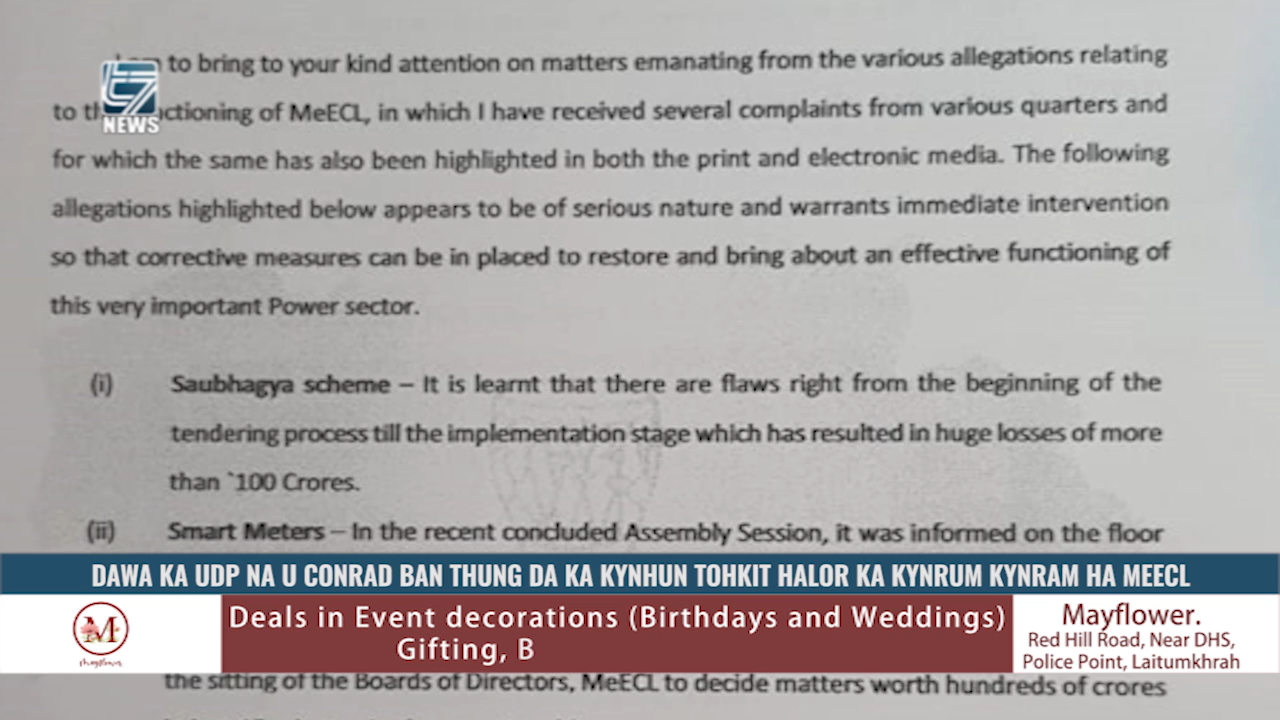 to bring to your kind attention on matters emanating from the various allegations relating
T7
NEWS
to the functioning of MeECL, in which I have received several complaints from various quarters and
for which the same has also been highlighted in both the print and electronic media. The following
allegations highlighted below appears to be of serious nature and warrants immediate intervention
so that corrective measures can be in placed to restore and bring about an effective functioning of
this very important Power sector.
(i) Saubhagya scheme – It is learnt that there are flaws right from the beginning of the
tendering process till the implementation stage which has resulted in huge losses of more
than `100 Crores.
(ii) Smart Meters – In the recent concluded Assembly Session, it was informed on the floor
DAWA KA UDP NA U CONRAD BAN THUNG DA KA KYNHUN TOHKIT HALOR KA KYNRUM KYNRAM HA MEECL
M
Mayflower
Deals in Event decorations (Birthdays and Weddings)
Gifting, B
Mayflower.
Red Hill Road, Near DHS,
Police Point, Laitumkhrah
the sitting of the Boards of Directors, MeECL to decide matters worth hundreds of crores